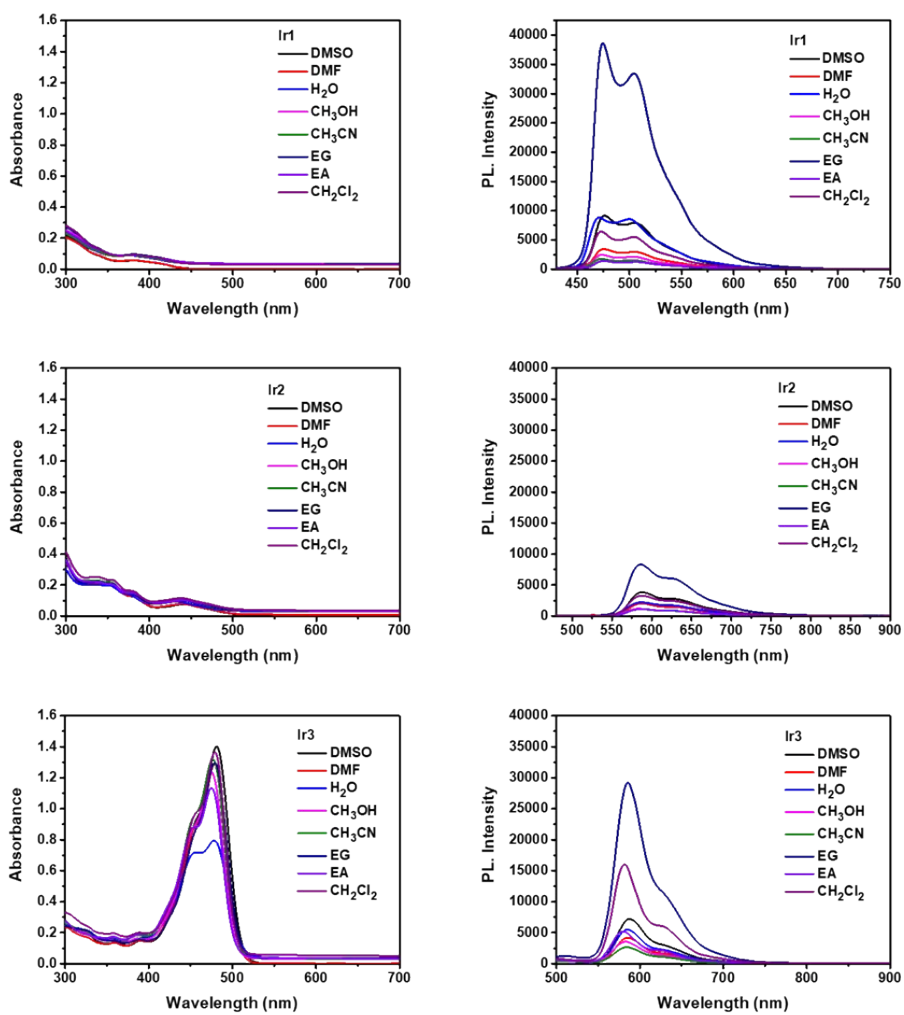 1.6
1.4
1.2
1.0
0.8
0.6
0.4
0.2
0.0
300 400 500 600 700
Absorbance
Wavelength (nm)
Ir1
DMSO
DMF
H₂O
CH₃OH
CH₃CN
EG
EA
CH₂Cl₂
40000
35000
30000
25000
20000
15000
10000
5000
0
450 500 550 600 650 700 750
PL. Intensity
Wavelength (nm)
Ir1
DMSO
DMF
H₂O
CH₃OH
CH₃CN
EG
EA
CH₂Cl₂
1.6
1.4
1.2
1.0
0.8
0.6
0.4
0.2
0.0
300 400 500 600 700
Absorbance
Wavelength (nm)
Ir2
DMSO
DMF
H₂O
CH₃OH
CH₃CN
EG
EA
CH₂Cl₂
40000
35000
30000
25000
20000
15000
10000
5000
0
500 550 600 650 700 750 800 850 900
PL. Intensity
Wavelength (nm)
Ir2
DMSO
DMF
H₂O
CH₃OH
CH₃CN
EG
EA
CH₂Cl₂
1.6
1.4
1.2
1.0
0.8
0.6
0.4
0.2
0.0
300 400 500 600 700
Absorbance
Wavelength (nm)
Ir3
DMSO
DMF
H₂O
CH₃OH
CH₃CN
EG
EA
CH₂Cl₂
40000
35000
30000
25000
20000
15000
10000
5000
0
500 550 600 650 700 750 800 850 900
PL. Intensity
Wavelength (nm)
Ir3
DMSO
DMF
H₂O
CH₃OH
CH₃CN
EG
EA
CH₂Cl₂